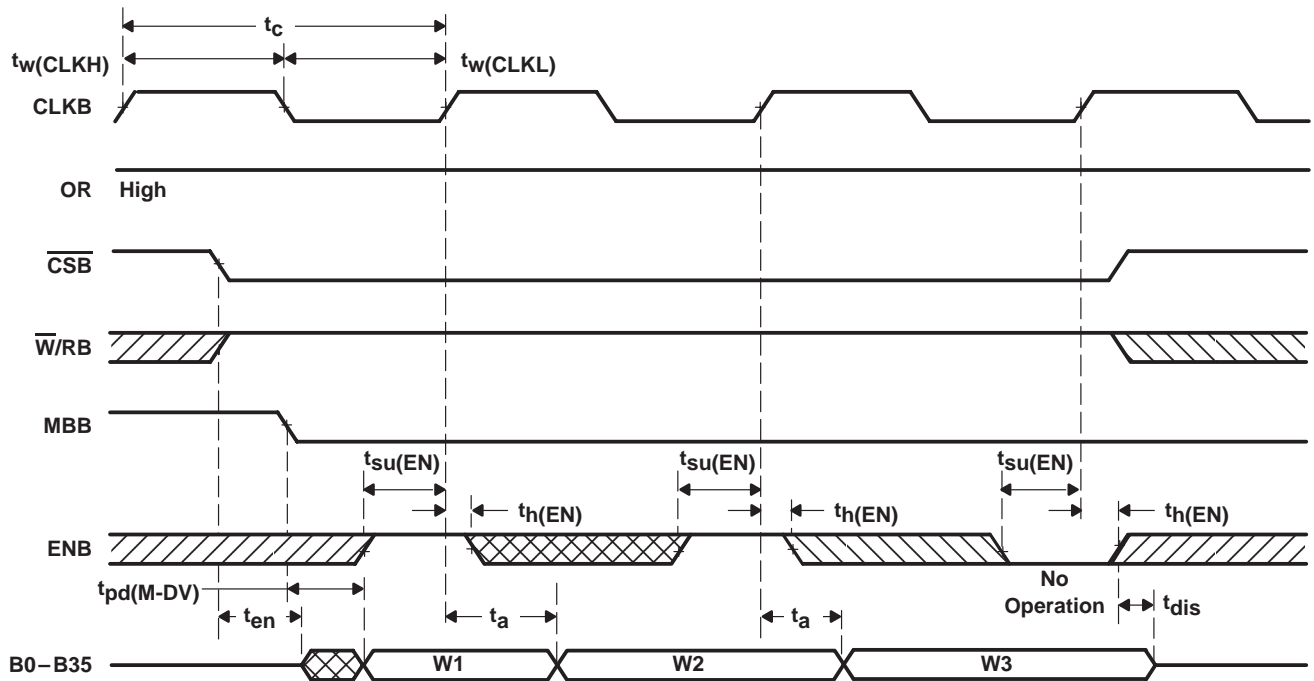 tc
tw(CLKH)
tw(CLKL)
CLKB
OR
High
CSB
W/RB
MBB
tsu(EN)
tsu(EN)
tsu(EN)
th(EN)
th(EN)
th(EN)
ENB
tpd(M-DV)
No
Operation
ten
ta
ta
tdis
B0–B35
W1
W2
W3